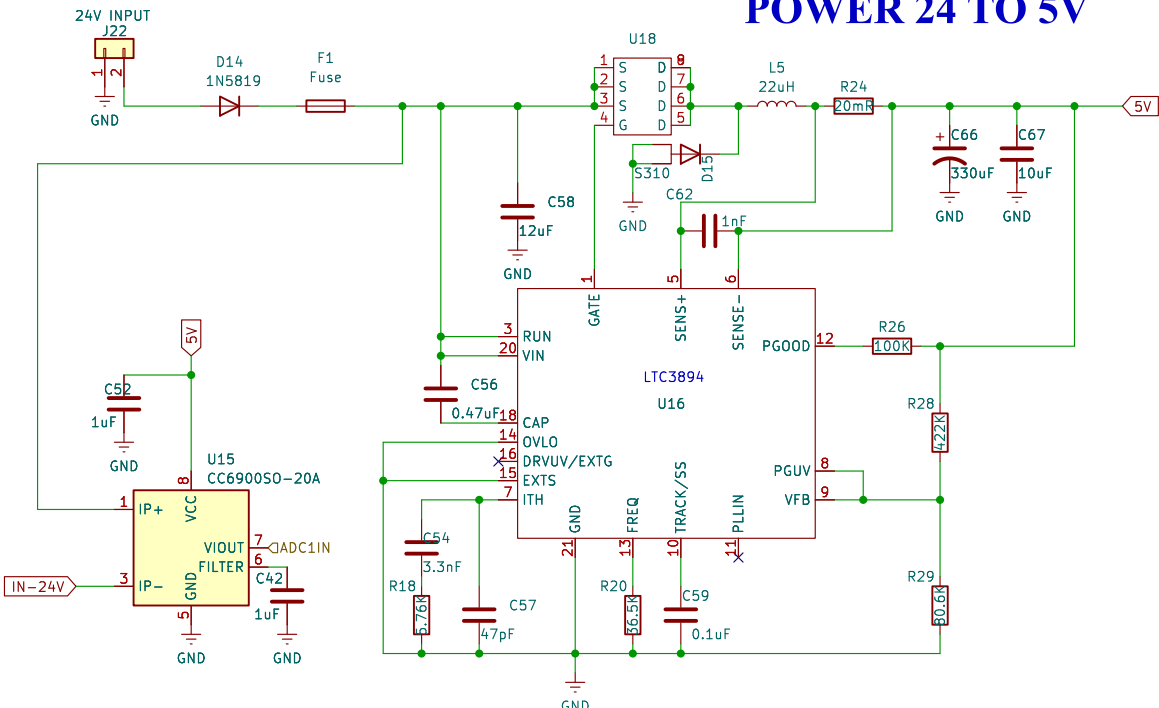 POWER 24 TO 5V
24V INPUT
J22
1
2
GND
D14
1N5819
F1
Fuse
U18
1 S D 8
2 S D 7
3 S D 6
4 G D 5
L5
22uH
R24
20mR
5V
C66
+
330uF
GND
C67
10uF
GND
S310
D15
GND
C62
1nF
C58
12uF
GND
1
GATE
5
SENS+
6
SENSE-
3 RUN
20 VIN
18 CAP
14 OVLO
16 DRVUV/EXTG
15 EXTS
7 ITH
LTC3894
U16
PGOOD 12
PGUV 8
VFB 9
GND
21
FREQ
13
TRACK/SS
10
PLLIN
11
R26
100K
R28
422K
R29
80.6K
C56
0.47uF
5V
C52
1uF
GND
U15
CC6900SO-20A
8
VCC
1 IP+
3 IP-
VIOUT 7
FILTER 6
GND
5
GND
ADC1IN
IN-24V
C42
1uF
GND
C54
3.3nF
R18
5.76K
C57
47pF
R20
36.5K
C59
0.1uF
GND